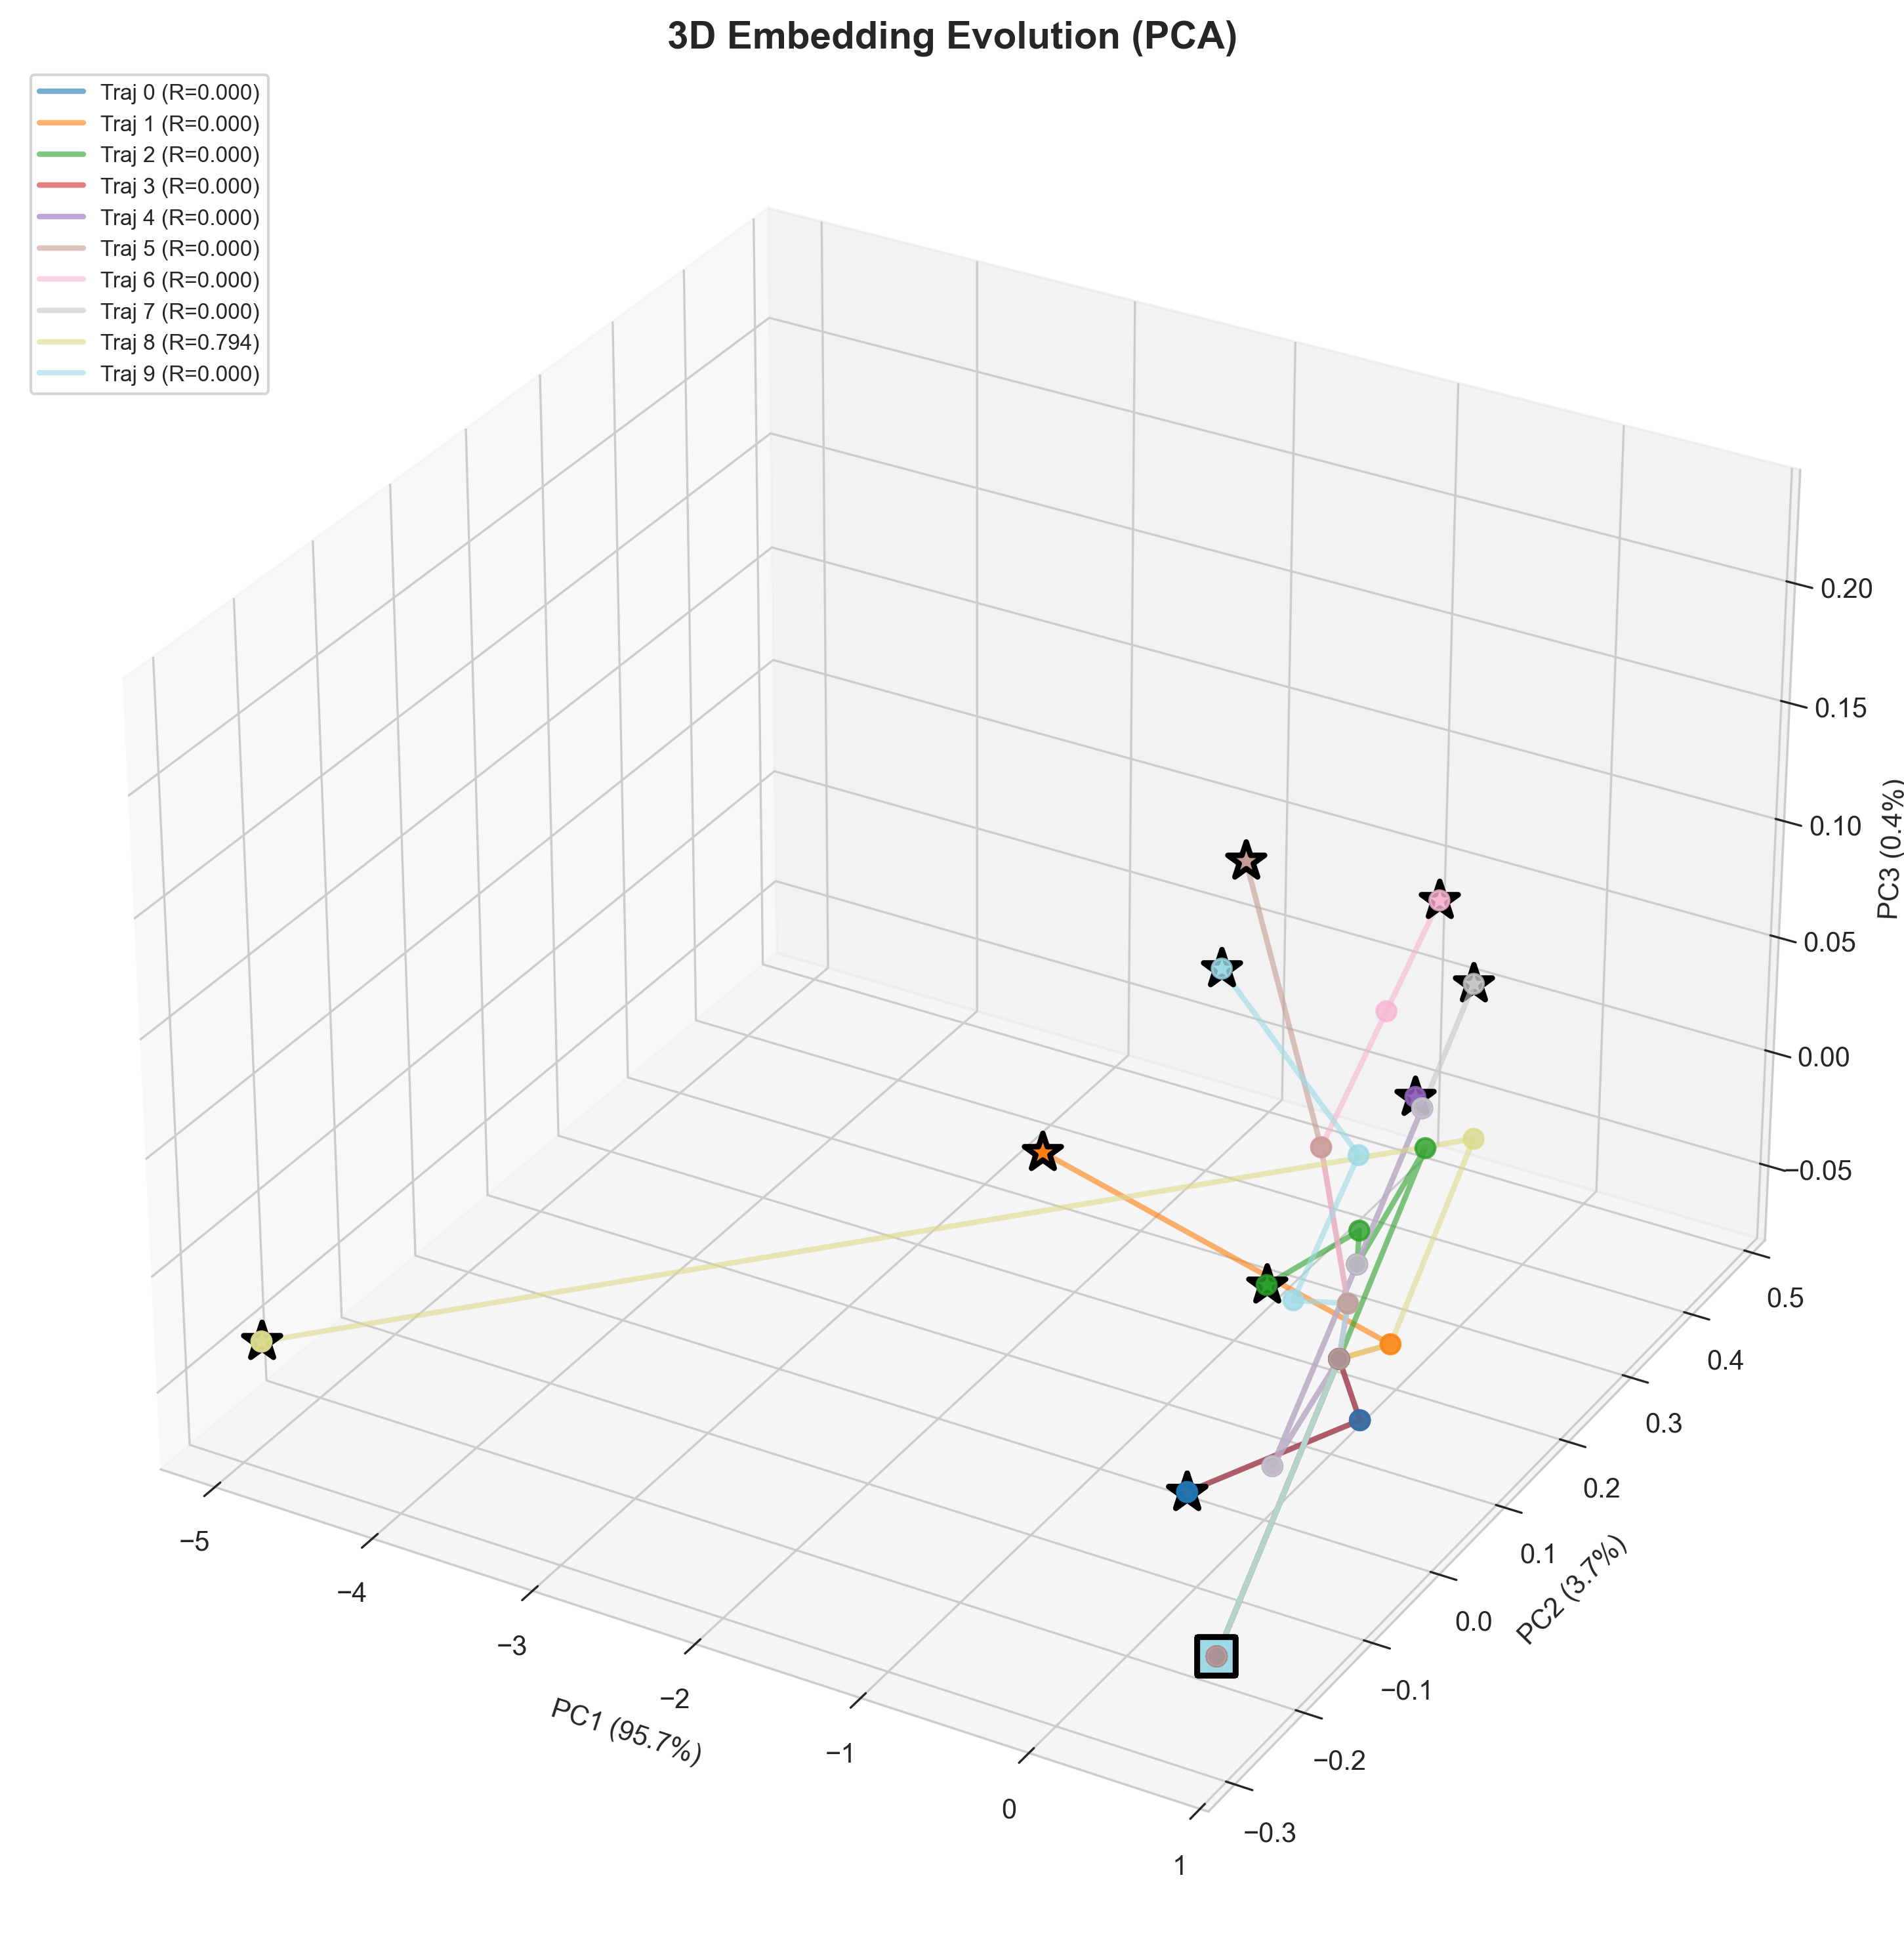 3D Embedding Evolution (PCA)
Traj 0 (R=0.000)
Traj 1 (R=0.000)
Traj 2 (R=0.000)
Traj 3 (R=0.000)
Traj 4 (R=0.000)
Traj 5 (R=0.000)
Traj 6 (R=0.000)
Traj 7 (R=0.000)
Traj 8 (R=0.794)
Traj 9 (R=0.000)
0.20
0.15
0.10
0.05
0.00
−0.05
PC3 (0.4%)
0.5
0.4
0.3
0.2
0.1
0.0
−0.1
−0.2
−0.3
PC2 (3.7%)
−5
−4
−3
−2
−1
0
1
PC1 (95.7%)